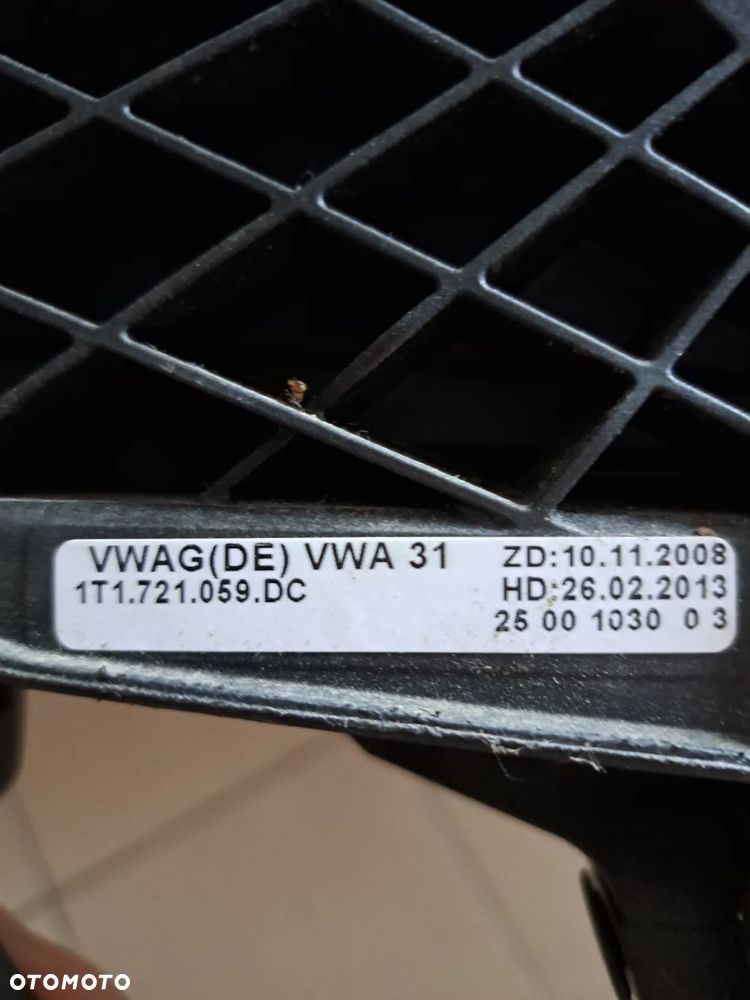 VWAG(DE) VWA 31 ZD:10.11.2008
1T1.721.059.DC HD:26.02.2013
25 00 1030 0 3
OTOMOTO